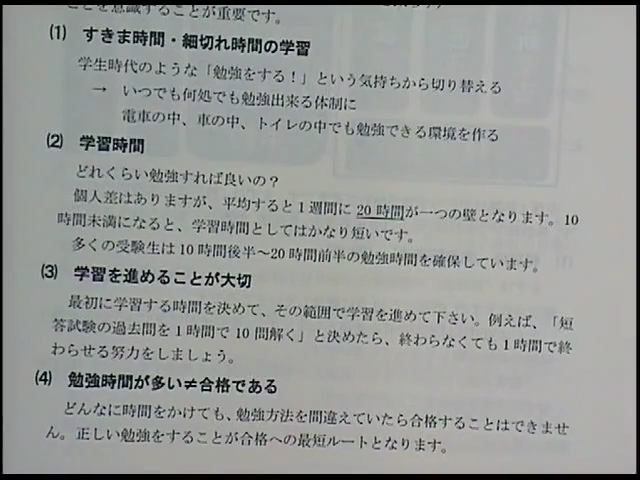 ことを意識することが重要です。
(1) すきま時間・細切れ時間の学習
学生時代のような「勉強をする！」という気持ちから切り替える
→ いつでも何処でも勉強出来る体制に
電車の中、車の中、トイレの中でも勉強できる環境を作る
(2) 学習時間
どれくらい勉強すれば良いの？
個人差はありますが、平均すると1週間に20時間が一つの壁となります。10
時間未満になると、学習時間としてはかなり短いです。
多くの受験生は10時間後半～20時間前半の勉強時間を確保しています。
(3) 学習を進めることが大切
最初に学習する時間を決めて、その範囲で学習を進めて下さい。例えば、「短
答試験の過去問を1時間で10問解く」と決めたら、終わらなくても1時間で終
わらせる努力をしましょう。
(4) 勉強時間が多い≠合格である
どんなに時間をかけても、勉強方法を間違えていたら合格することはできませ
ん。正しい勉強をすることが合格への最短ルートとなります。